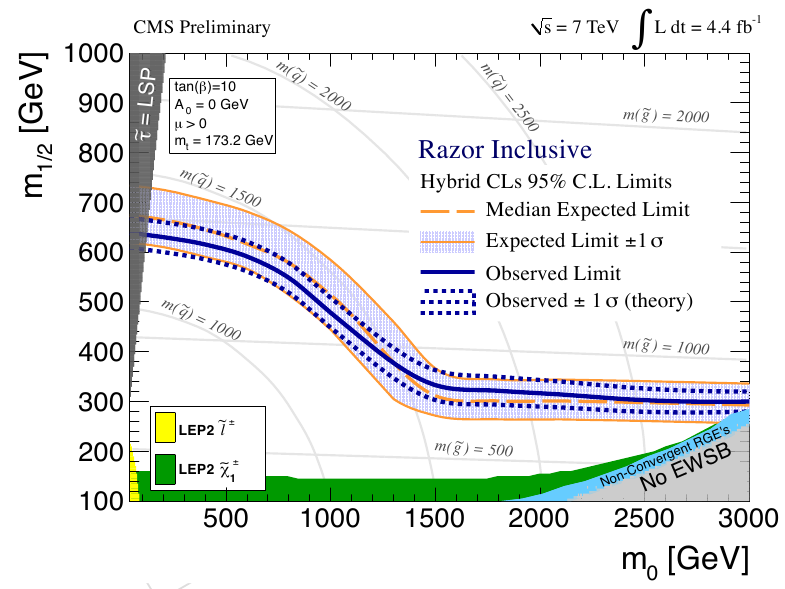 CMS Preliminary
√s = 7 TeV ∫ L dt = 4.4 fb⁻¹
m₁/₂ [GeV]
1000
900
800
700
600
500
400
300
200
100
τ̃ = LSP
tan(β)=10
A₀ = 0 GeV
μ > 0
mₜ = 173.2 GeV
m(q̃) = 2000
m(q̃) = 2500
m(g̃) = 2000
m(q̃) = 1500
Razor Inclusive
Hybrid CLs 95% C.L. Limits
Median Expected Limit
Expected Limit ±1 σ
Observed Limit
Observed ± 1 σ (theory)
m(q̃) = 1000
m(g̃) = 1000
m(g̃) = 500
LEP2 l̃ ±
LEP2 χ̃₁±
Non-Convergent RGE's
No EWSB
500
1000
1500
2000
2500
3000
m₀ [GeV]